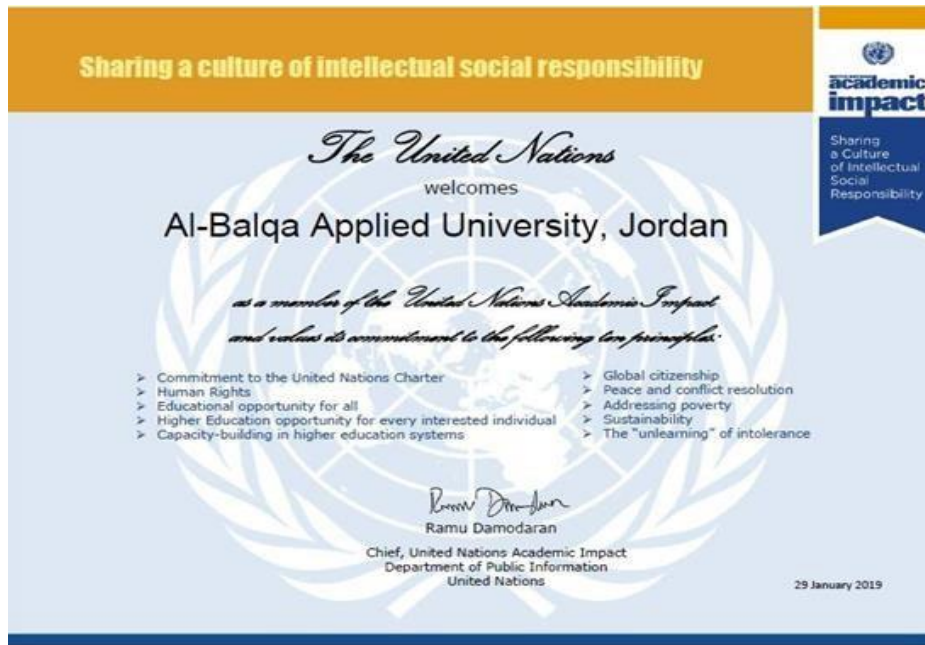 Sharing a culture of intellectual social responsibility
academic
impact
Sharing
a Culture
of Intellectual
Social
Responsibility
The United Nations
welcomes
Al-Balqa Applied University, Jordan
as a member of the United Nations Academic Impact
and values its commitment to the following ten principles:
➢ Commitment to the United Nations Charter
➢ Human Rights
➢ Educational opportunity for all
➢ Higher Education opportunity for every interested individual
➢ Capacity-building in higher education systems
➢ Global citizenship
➢ Peace and conflict resolution
➢ Addressing poverty
➢ Sustainability
➢ The "unlearning" of intolerance
Ramu Damodaran
Chief, United Nations Academic Impact
Department of Public Information
United Nations
29 January 2019